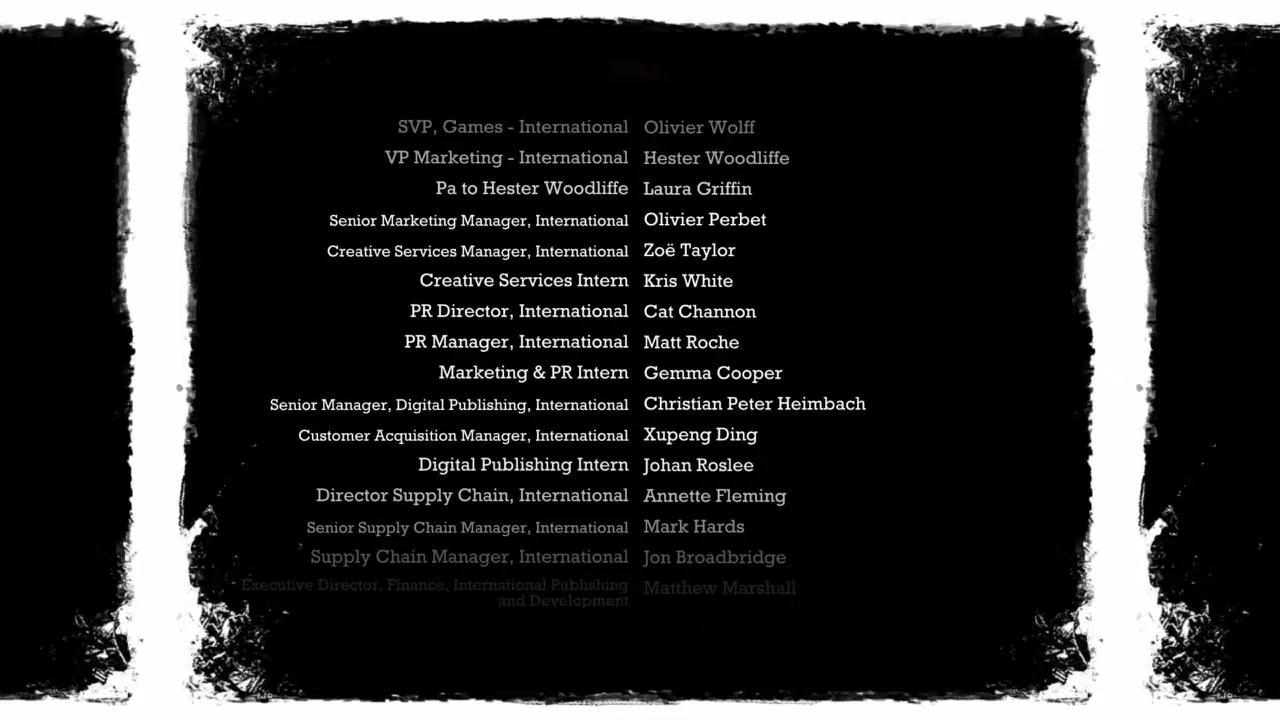 SVP, Games - International Olivier Wolff
VP Marketing - International Hester Woodliffe
Pa to Hester Woodliffe Laura Griffin
Senior Marketing Manager, International Olivier Perbet
Creative Services Manager, International Zoë Taylor
Creative Services Intern Kris White
PR Director, International Cat Channon
PR Manager, International Matt Roche
Marketing & PR Intern Gemma Cooper
Senior Manager, Digital Publishing, International Christian Peter Heimbach
Customer Acquisition Manager, International Xupeng Ding
Digital Publishing Intern Johan Roslee
Director Supply Chain, International Annette Fleming
Senior Supply Chain Manager, International Mark Hards
Supply Chain Manager, International Jon Broadbridge
Executive Director, Finance, International Publishing Matthew Marshall
and Development